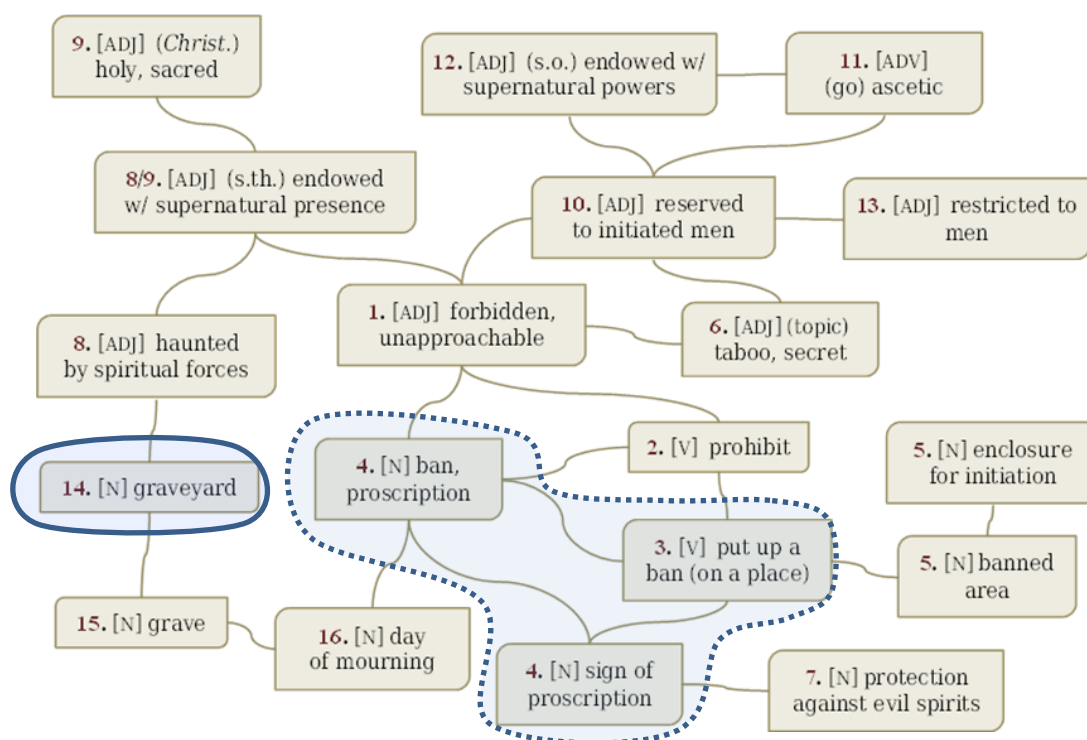 9. [ADJ] (Christ.)
holy, sacred
12. [ADJ] (s.o.) endowed w/
supernatural powers
11. [ADV]
(go) ascetic
8/9. [ADJ] (s.th.) endowed
w/ supernatural presence
10. [ADJ] reserved
to initiated men
13. [ADJ] restricted to
men
1. [ADJ] forbidden,
unapproachable
6. [ADJ] (topic)
taboo, secret
8. [ADJ] haunted
by spiritual forces
4. [N] ban,
proscription
2. [V] prohibit
5. [N] enclosure
for initiation
14. [N] graveyard
3. [V] put up a
ban (on a place)
5. [N] banned
area
15. [N] grave
16. [N] day
of mourning
4. [N] sign of
proscription
7. [N] protection
against evil spirits